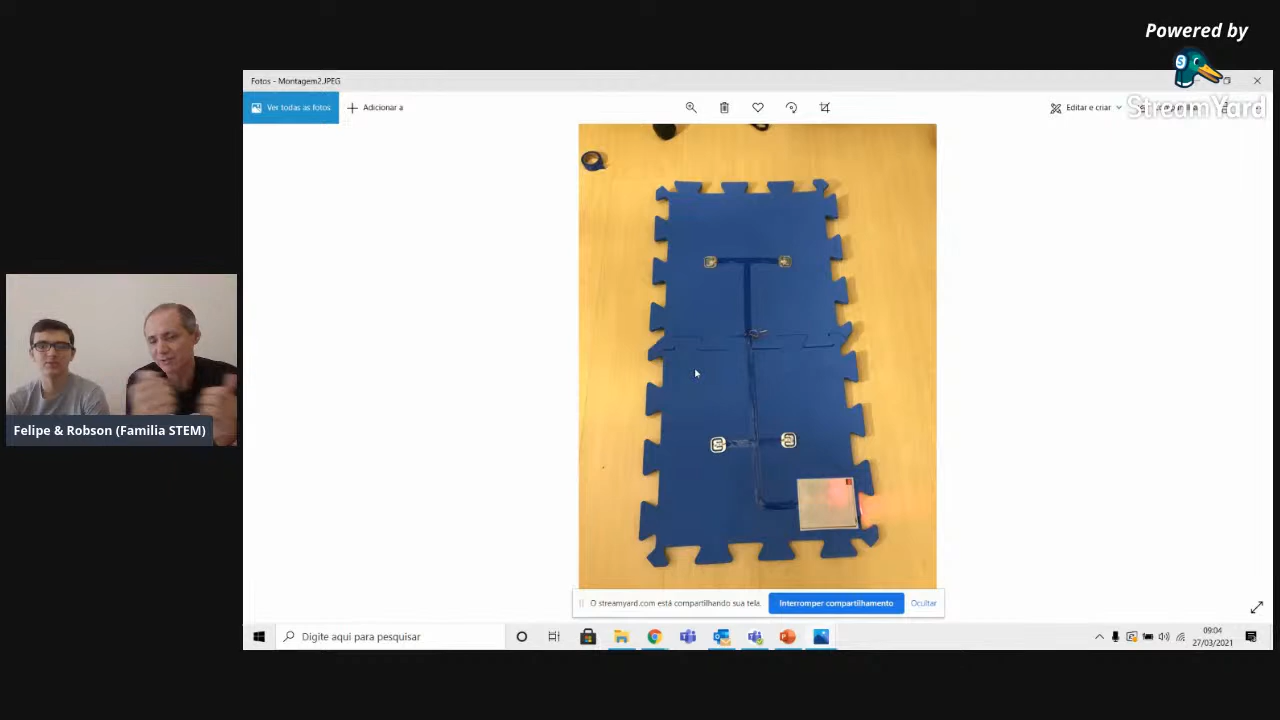 Powered by
StreamYard
Fotos - Montagem2.JPEG
Ver todas as fotos
Adicionar a
Editar e criar
Felipe & Robson (Familia STEM)
O streamyard.com está compartilhando sua tela.
Interromper compartilhamento
Ocultar
Digite aqui para pesquisar
09:04
27/03/2021